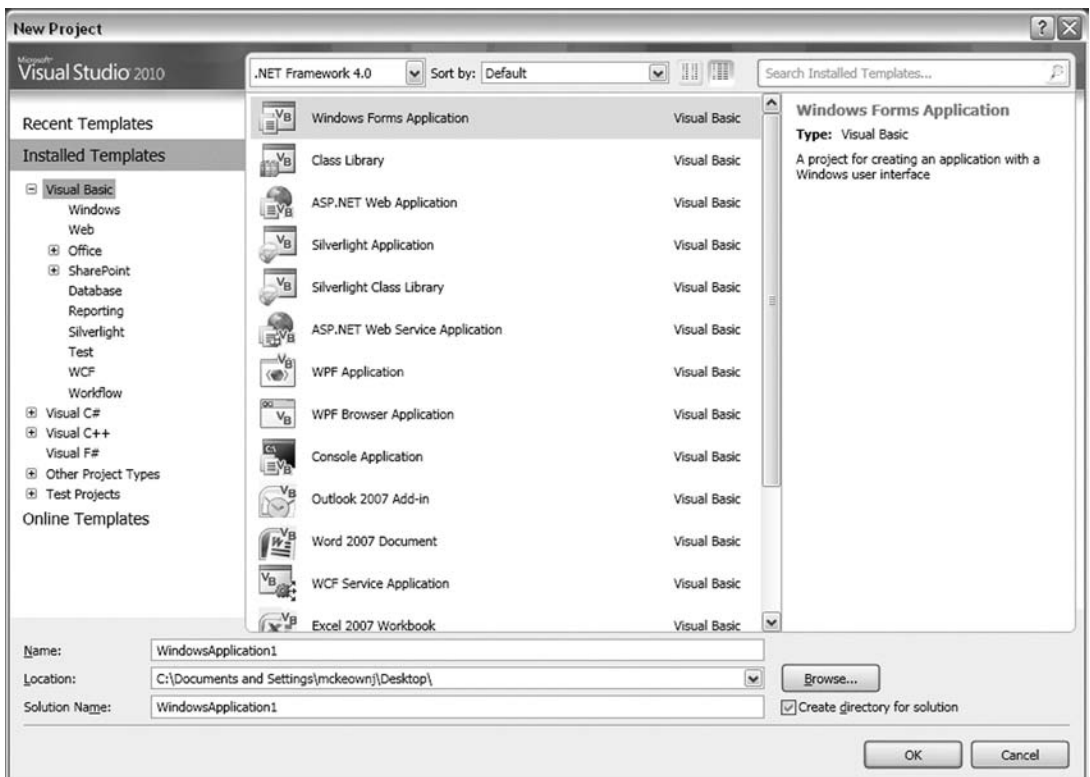 New Project
Microsoft
Visual Studio 2010
.NET Framework 4.0
Sort by: Default
Search Installed Templates...
Recent Templates
Installed Templates
Visual Basic
Windows
Web
Office
SharePoint
Database
Reporting
Silverlight
Test
WCF
Workflow
Visual C#
Visual C++
Visual F#
Other Project Types
Test Projects
Online Templates
Windows Forms Application Visual Basic
Class Library Visual Basic
ASP.NET Web Application Visual Basic
Silverlight Application Visual Basic
Silverlight Class Library Visual Basic
ASP.NET Web Service Application Visual Basic
WPF Application Visual Basic
WPF Browser Application Visual Basic
Console Application Visual Basic
Outlook 2007 Add-in Visual Basic
Word 2007 Document Visual Basic
WCF Service Application Visual Basic
Excel 2007 Workbook Visual Basic
Windows Forms Application
Type: Visual Basic
A project for creating an application with a
Windows user interface
Name: WindowsApplication1
Location: C:\Documents and Settings\mckeownj\Desktop\
Browse...
Solution Name: WindowsApplication1
Create directory for solution
OK
Cancel